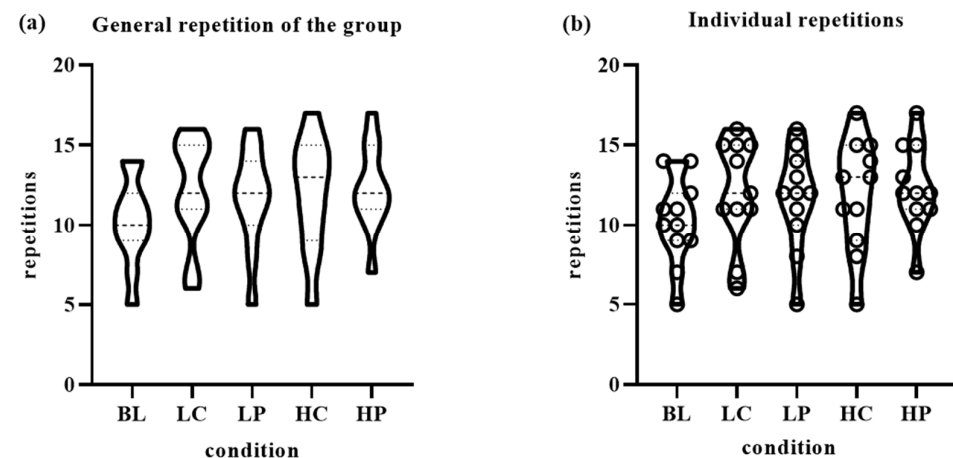 (a)
General repetition of the group
20
15
10
5
0
repetitions
BL LC LP HC HP
condition
(b)
Individual repetitions
20
15
10
5
0
repetitions
BL LC LP HC HP
condition